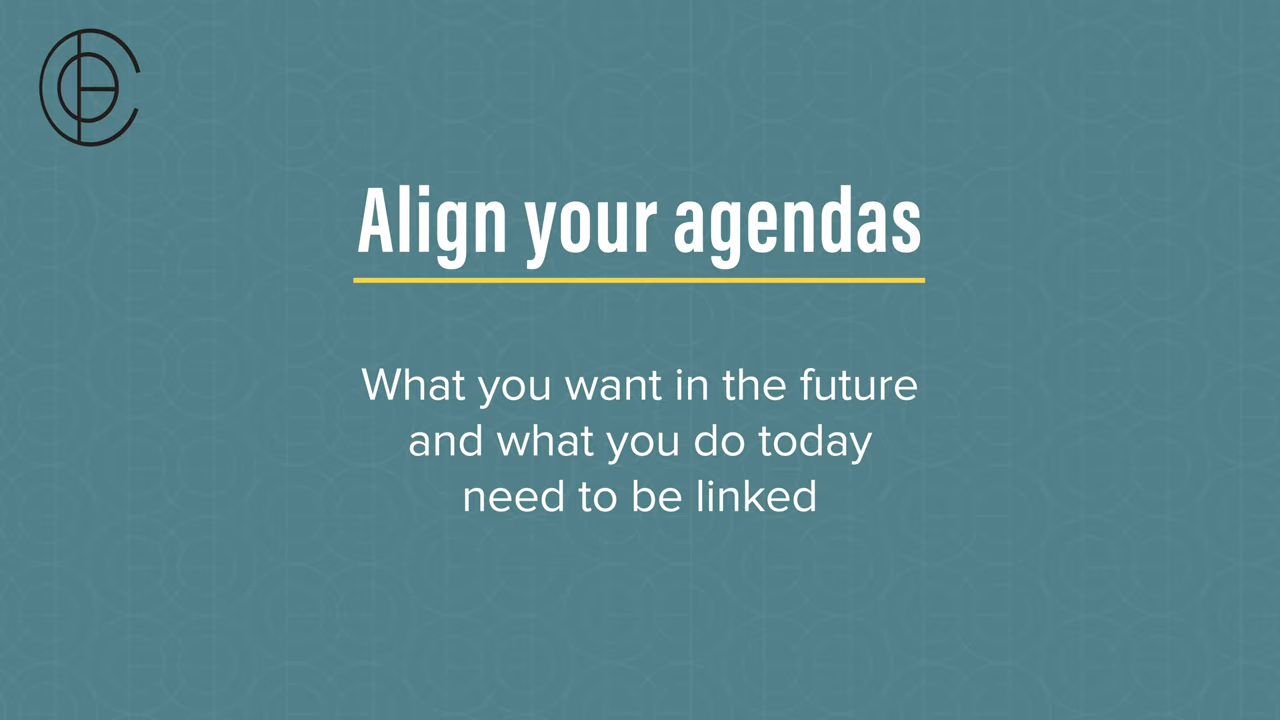 Align your agendas
What you want in the future
and what you do today
need to be linked